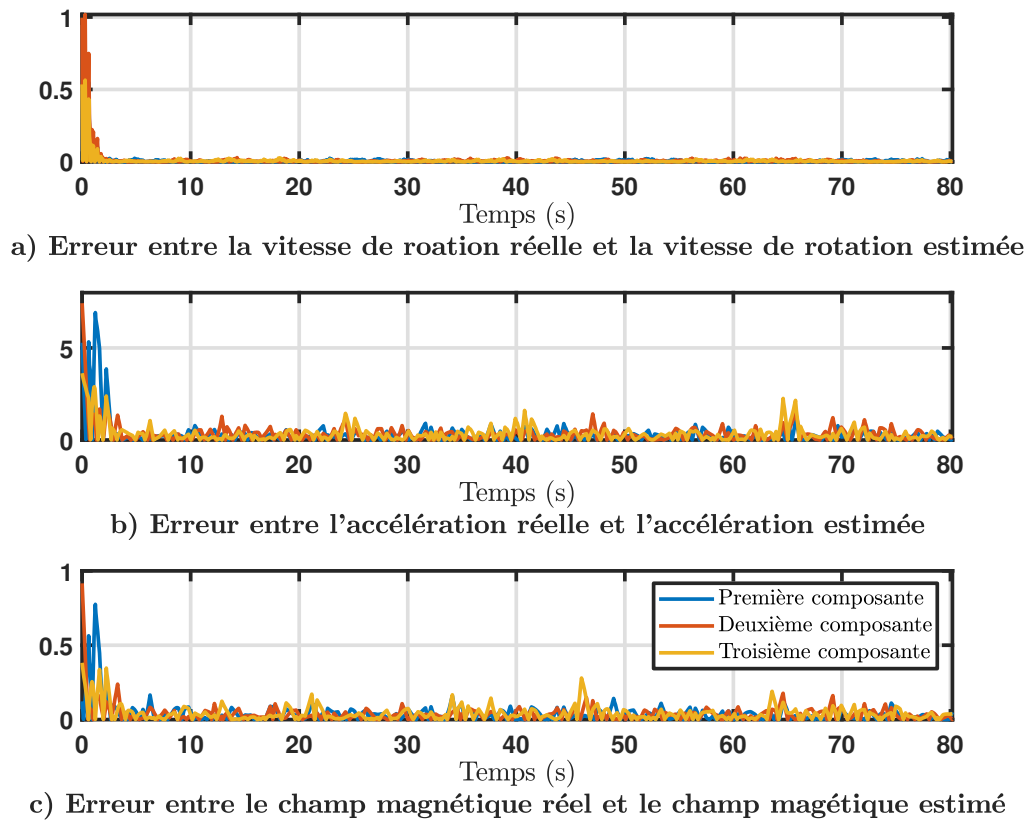 1
0.5
0
0 10 20 30 40 50 60 70 80
Temps (s)
a) Erreur entre la vitesse de roation réelle et la vitesse de rotation estimée
5
0
0 10 20 30 40 50 60 70 80
Temps (s)
b) Erreur entre l'accélération réelle et l'accélération estimée
1
Première composante
Deuxième composante
0.5
Troisième composante
0
0 10 20 30 40 50 60 70 80
Temps (s)
c) Erreur entre le champ magnétique réel et le champ magétique estimé